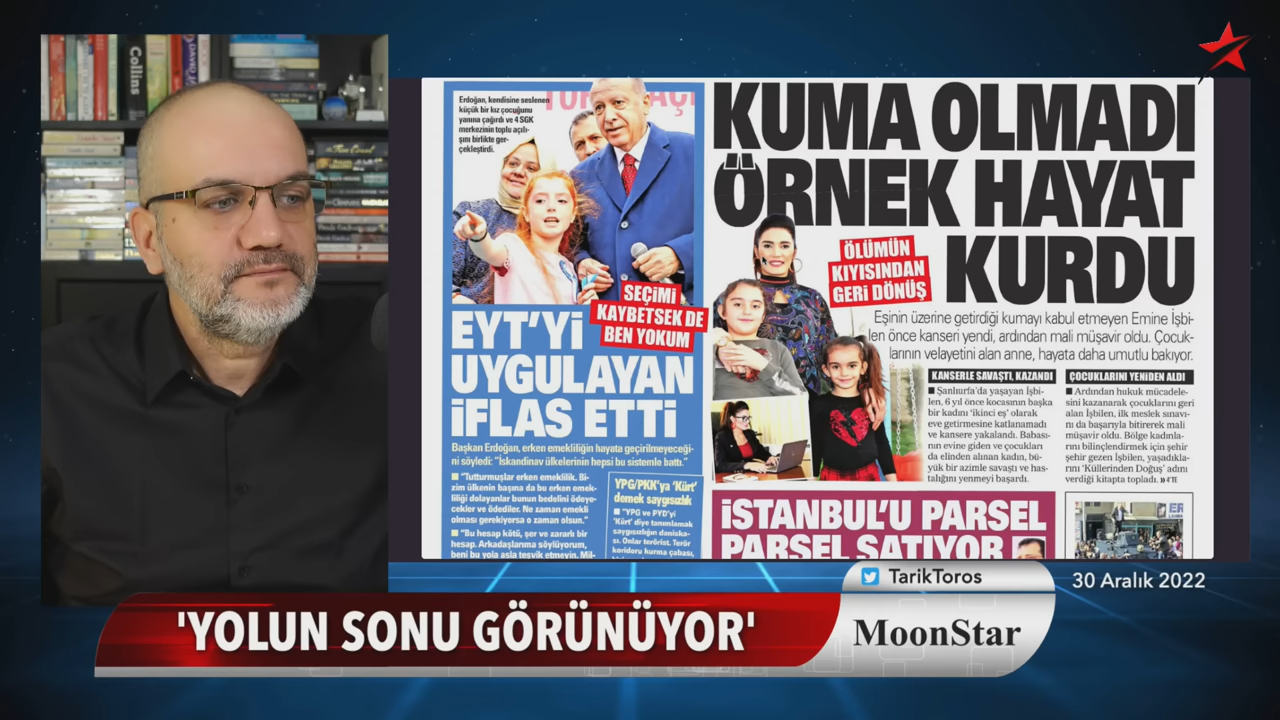 Collins
Erdoğan, kendisine seslenen
küçük bir kız çocuğunu
yanına çağırdı ve 4 SGK
merkezinin toplu açılı-
şını birlikte ger-
çekleştirdi.
SEÇİMİ
KAYBETSEK DE
BEN YOKUM
EYT'Yİ
UYGULAYAN
İFLAS ETTİ
Başkan Erdoğan, erken emekliliğin hayata geçirilmeyeceği-
ni söyledi: "İskandinav ülkelerinin hepsi bu sistemle battı."
"Tutturmuşlar erken emeklilik. Bi-
zim ülkenin başına da bu erken emek-
liliği dolayanlar bunun bedelini ödeye-
cekler ve ödediler. Ne zaman emekli
olması gerekiyorsa o zaman olsun."
"Bu hesap kötü, şer ve zararlı bir
hesap. Arkadaşlarıma söylüyorum,
beni bu yola asla teşvik etmeyin. Mil-
YPG/PKK'ya 'Kürt'
demek saygısızlık
"YPG ve PYD'yi
'Kürt' diye tanımlamak
saygısızlığın daniska-
sı. Onlar terörist. Terör
koridoru kurma çabası,
KUMA OLMADI
ÖRNEK HAYAT
KURDU
ÖLÜMÜN
KIYISINDAN
GERİ DÖNÜŞ
Eşinin üzerine getirdiği kumayı kabul etmeyen Emine İşbi-
len önce kanseri yendi, ardından mali müşavir oldu. Çocuk-
larının velayetini alan anne, hayata daha umutlu bakıyor.
KANSERLE SAVAŞTI, KAZANDI
Şanlıurfa'da yaşayan İşbi-
len, 6 yıl önce kocasının başka
bir kadını 'ikinci eş' olarak
eve getirmesine katlanamadı
ve kansere yakalandı. Babası-
nın evine giden ve çocukları
da elinden alınan kadın, bü-
yük bir azimle savaştı ve has-
talığını yenmeyi başardı.
ÇOCUKLARINI YENİDEN ALDI
Ardından hukuk mücadele-
sini kazanarak çocuklarını geri
alan İşbilen, ilk meslek sınavı-
nı da başarıyla bitirerek mali
müşavir oldu. Bölge kadınla-
rını bilinçlendirmek için şehir
şehir gezen İşbilen, yaşadıkla-
rını 'Küllerinden Doğuş' adını
verdiği kitapta topladı. »4'TE
İSTANBUL'U PARSEL
PARSEL SATIYOR
TarikToros
30 Aralık 2022
'YOLUN SONU GÖRÜNÜYOR'
MoonStar